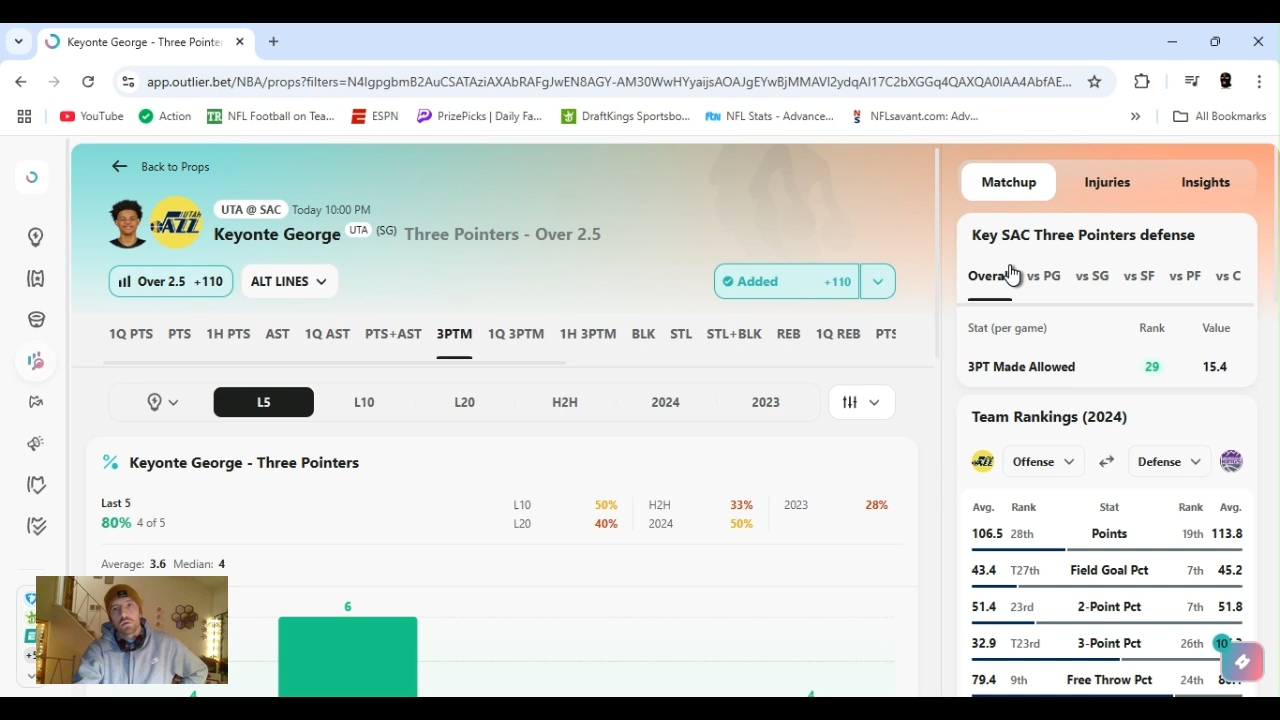 Keyonte George - Three Pointe
app.outlier.bet/NBA/props?filters=N4IgpgbmB2AuCSATAziAXAbRAFgJwEN8AGY-AM30WwHYyaijsAOAJgEYwBjMMAVI2ydqAI17C2bXGGq4QAXQA0IAA4AbfAE...
YouTube Action NFL Football on Tea... ESPN PrizePicks | Daily Fa... DraftKings Sportsbo... NFL Stats - Advance... NFLsavant.com: Adv... » All Bookmarks
Back to Props
UTA @ SAC Today 10:00 PM
Keyonte George UTA (SG) Three Pointers - Over 2.5
Over 2.5 +110 ALT LINES Added +110
1Q PTS PTS 1H PTS AST 1Q AST PTS+AST 3PTM 1Q 3PTM 1H 3PTM BLK STL STL+BLK REB 1Q REB PTS
L5 L10 L20 H2H 2024 2023
Keyonte George - Three Pointers
Last 5
80% 4 of 5
L10 50% H2H 33% 2023 28%
L20 40% 2024 50%
Average: 3.6 Median: 4
6
4 4
Matchup Injuries Insights
Key SAC Three Pointers defense
Overa vs PG vs SG vs SF vs PF vs C
Stat (per game) Rank Value
3PT Made Allowed 29 15.4
Team Rankings (2024)
Offense Defense
Avg. Rank Stat Rank Avg.
106.5 28th Points 19th 113.8
43.4 T27th Field Goal Pct 7th 45.2
51.4 23rd 2-Point Pct 7th 51.8
32.9 T23rd 3-Point Pct 26th
79.4 9th Free Throw Pct 24th